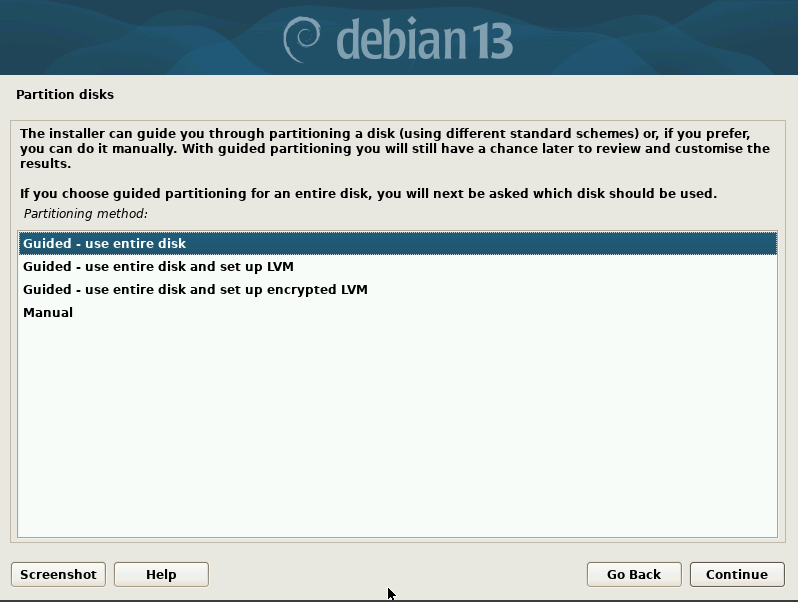 debian 13
Partition disks
The installer can guide you through partitioning a disk (using different standard schemes) or, if you prefer,
you can do it manually. With guided partitioning you will still have a chance later to review and customise the
results.
If you choose guided partitioning for an entire disk, you will next be asked which disk should be used.
Partitioning method:
Guided - use entire disk
Guided - use entire disk and set up LVM
Guided - use entire disk and set up encrypted LVM
Manual
Screenshot Help Go Back Continue